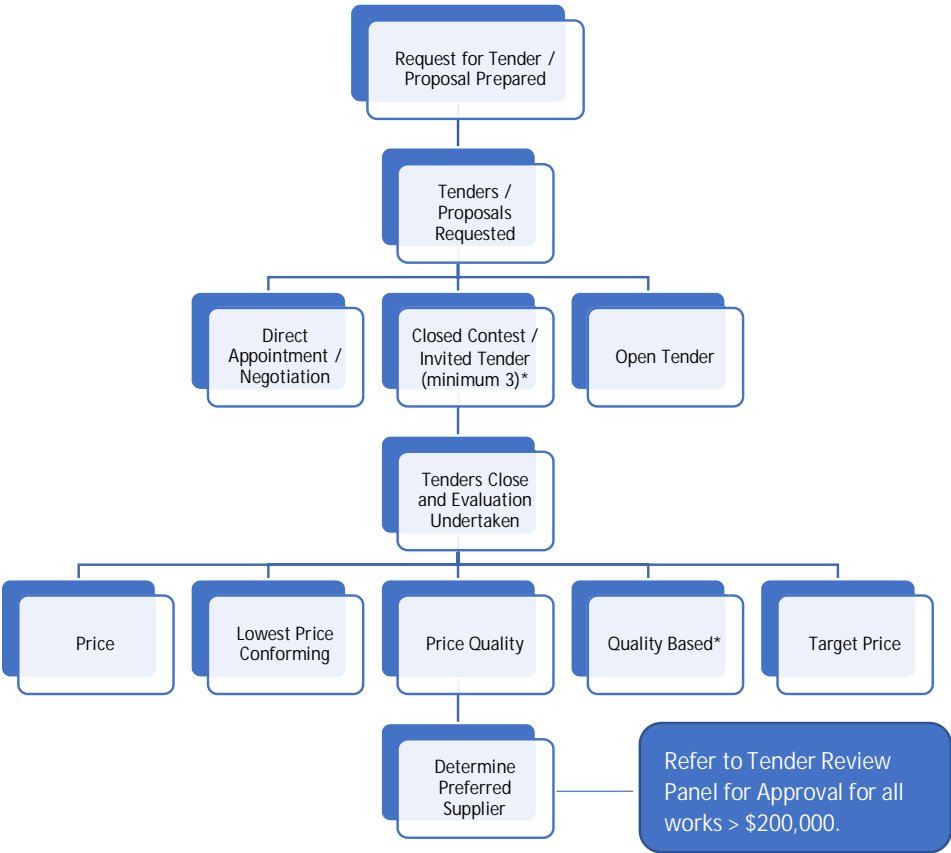 Request for Tender /
Proposal Prepared
Tenders /
Proposals
Requested
Direct
Appointment /
Negotiation
Closed Contest /
Invited Tender
(minimum 3)*
Open Tender
Tenders Close
and Evaluation
Undertaken
Price
Lowest Price
Conforming
Price Quality
Quality Based*
Target Price
Determine
Preferred
Supplier
Refer to Tender Review
Panel for Approval for all
works > $200,000.